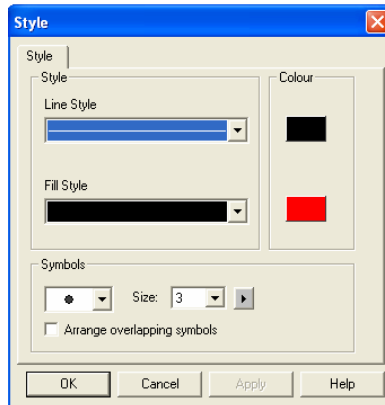 Style
Style
Style
Colour
Line Style
Fill Style
Symbols
Size: 3
Arrange overlapping symbols
OK Cancel Apply Help